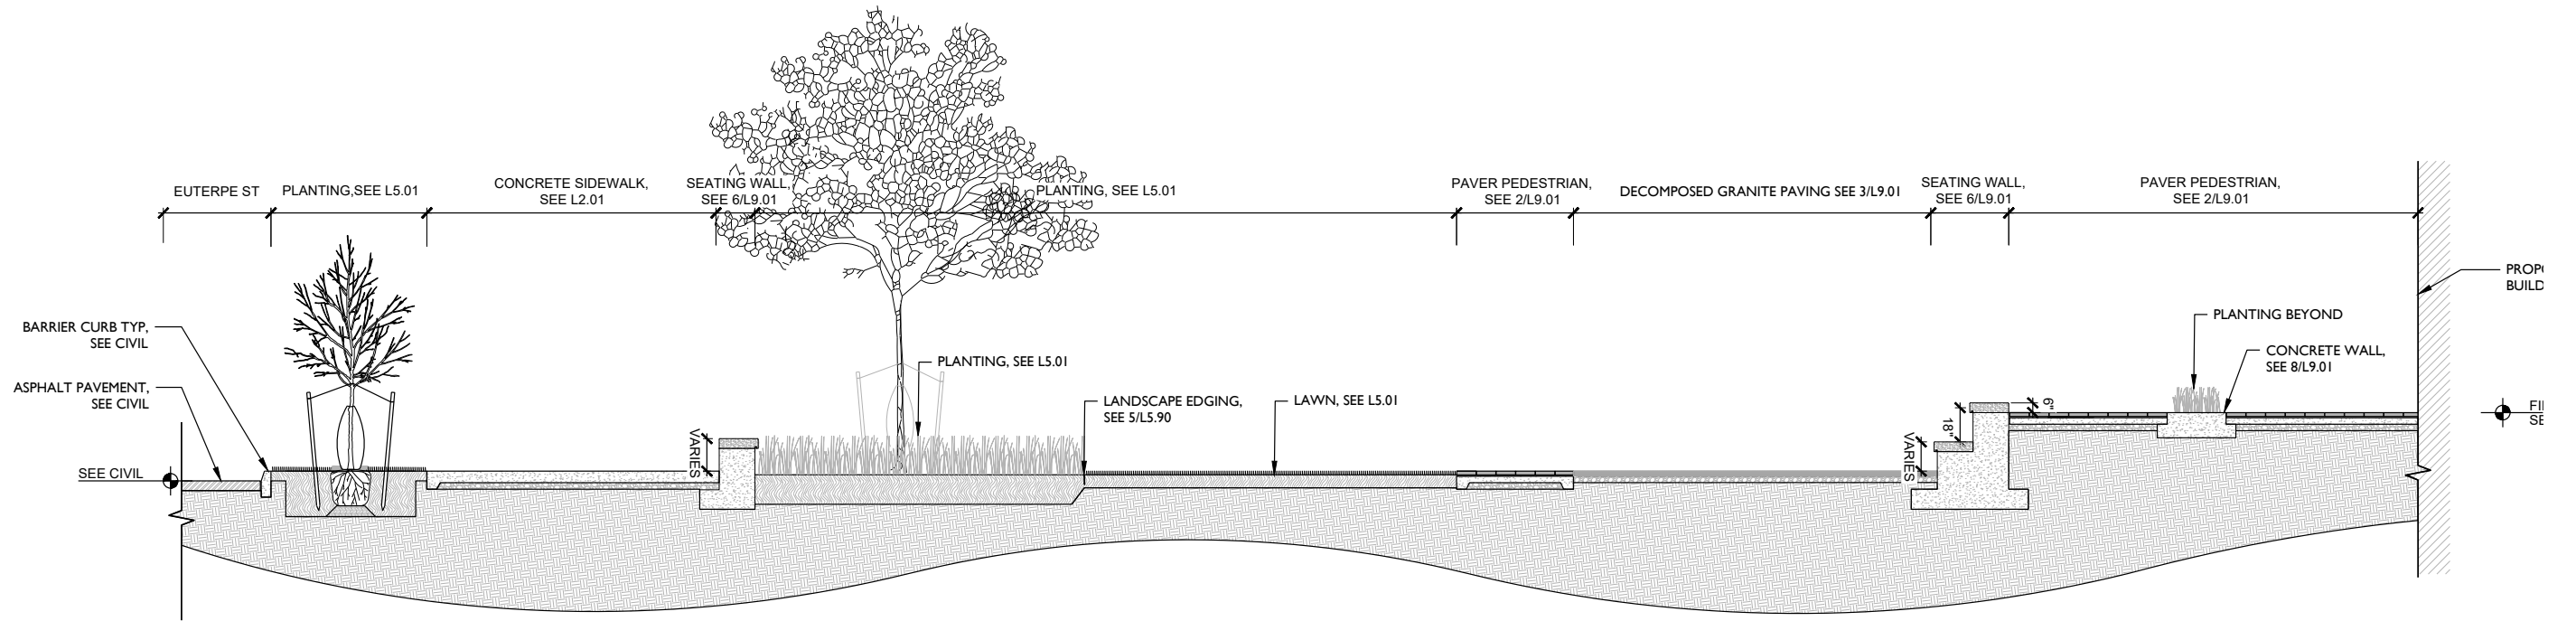 EUTERPE ST
PLANTING,SEE L5.01
CONCRETE SIDEWALK,
SEE L2.01
SEATING WALL,
SEE 6/L9.01
PLANTING, SEE L5.01
PAVER PEDESTRIAN,
SEE 2/L9.01
DECOMPOSED GRANITE PAVING SEE 3/L9.01
SEATING WALL,
SEE 6/L9.01
PAVER PEDESTRIAN,
SEE 2/L9.01
BARRIER CURB TYP,
SEE CIVIL
ASPHALT PAVEMENT,
SEE CIVIL
SEE CIVIL
VARIES
PLANTING, SEE L5.01
LANDSCAPE EDGING,
SEE 5/L5.90
LAWN, SEE L5.01
VARIES
18"
6"
PLANTING BEYOND
CONCRETE WALL,
SEE 8/L9.01